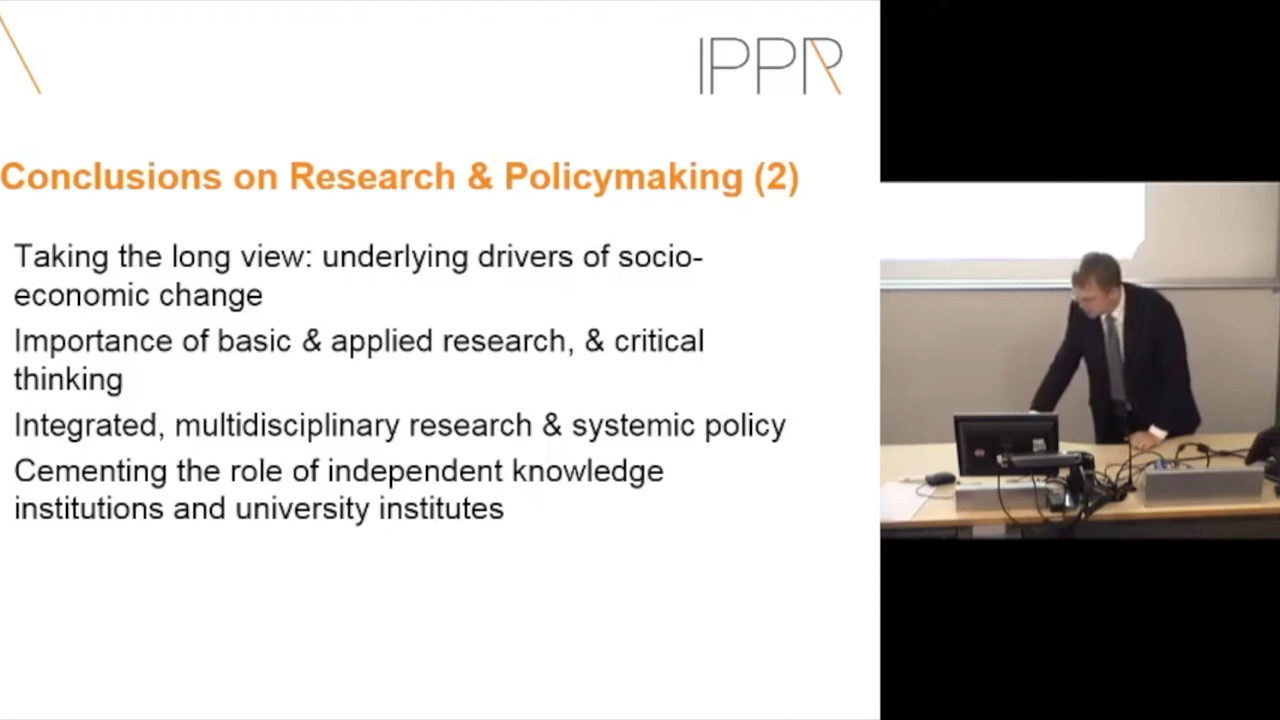 IPPR
Conclusions on Research & Policymaking (2)
Taking the long view: underlying drivers of socio-
economic change
Importance of basic & applied research, & critical
thinking
Integrated, multidisciplinary research & systemic policy
Cementing the role of independent knowledge
institutions and university institutes